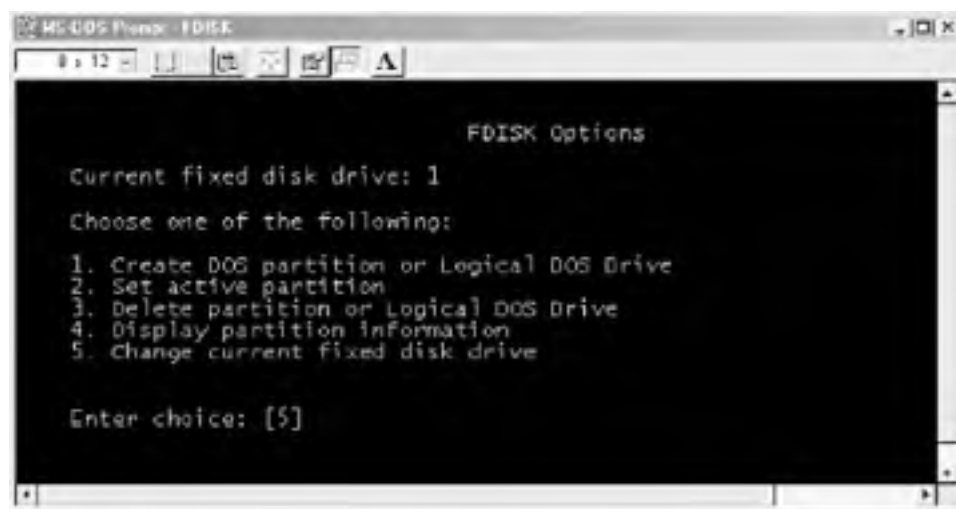 MS-DOS Prompt - FDISK
8 x 12
A
FDISK Options
Current fixed disk drive: 1
Choose one of the following:
1. Create DOS partition or Logical DOS Drive
2. Set active partition
3. Delete partition or Logical DOS Drive
4. Display partition information
5. Change current fixed disk drive
Enter choice: [5]